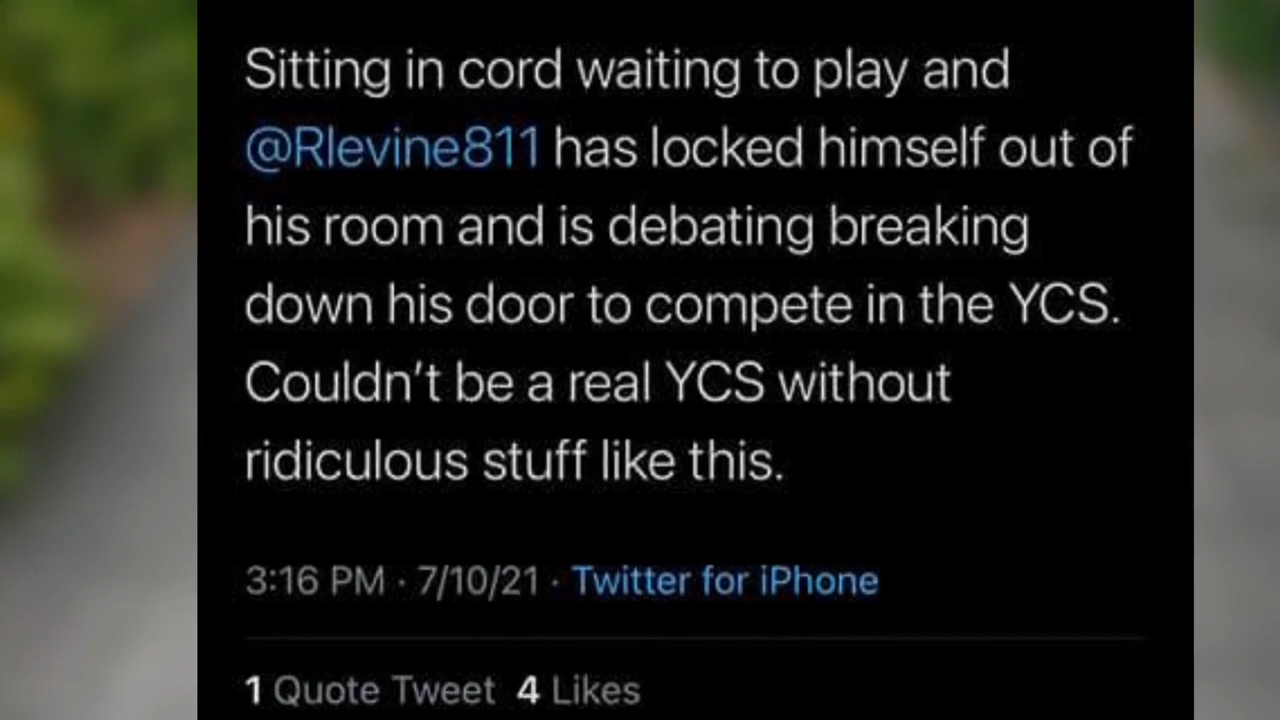 Sitting in cord waiting to play and
@Rlevine811 has locked himself out of
his room and is debating breaking
down his door to compete in the YCS.
Couldn't be a real YCS without
ridiculous stuff like this.
3:16 PM · 7/10/21 · Twitter for iPhone
1 Quote Tweet 4 Likes